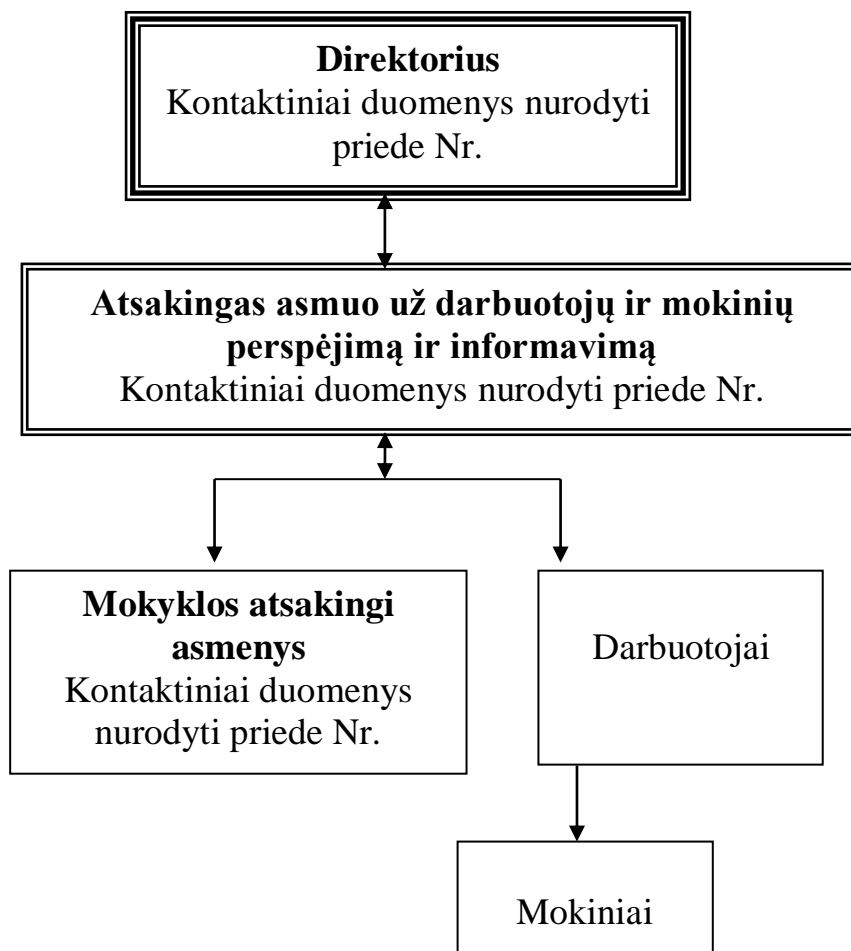 Direktorius
Kontaktiniai duomenys nurodyti
priede Nr.
Atsakingas asmuo už darbuotojų ir mokinių
perspėjimą ir informavimą
Kontaktiniai duomenys nurodyti priede Nr.
Mokyklos atsakingi
asmenys
Kontaktiniai duomenys
nurodyti priede Nr.
Darbuotojai
Mokiniai